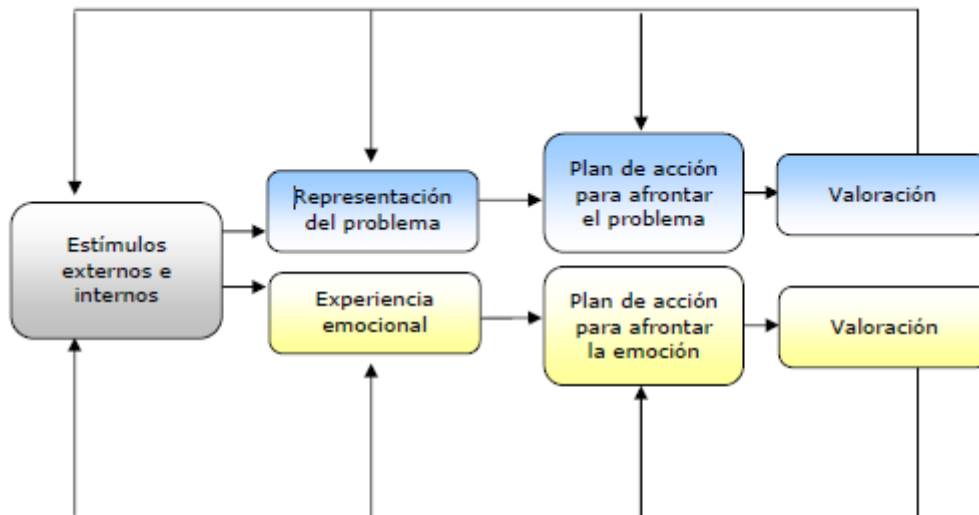 Estímulos
externos e
internos
Representación
del problema
Plan de acción
para afrontar
el problema
Valoración
Experiencia
emocional
Plan de acción
para afrontar
la emoción
Valoración